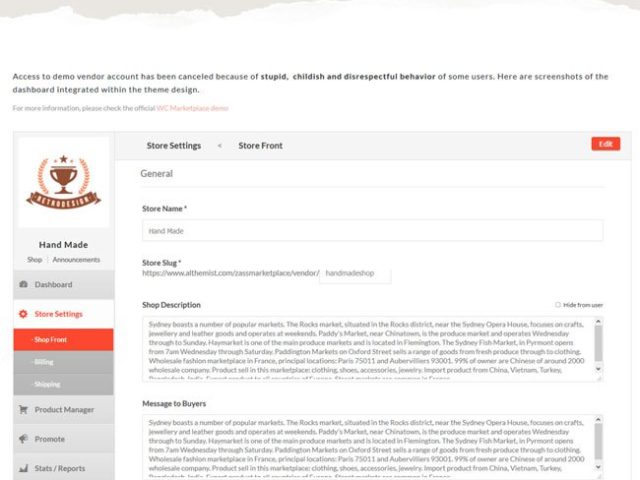 Access to demo vendor account has been canceled because of stupid, childish and disrespectful behavior of some users. Here are screenshots of the
dashboard integrated within the theme design.
For more information, please check the official WC Marketplace demo
Store Settings < Store Front
Edit
RETRODESIGN
Hand Made
Shop Announcements
Dashboard
Store Settings
- Shop Front
- Billing
- Shipping
Product Manager
Promote
Stats / Reports
General
Store Name *
Hand Made
Store Slug *
https://www.althemist.com/zassmarketplace/vendor/ handmadeshop
Shop Description
Hide from user
Sydney boasts a number of popular markets. The Rocks market, situated in the Rocks district, near the Sydney Opera House, focuses on crafts,
jewellery and leather goods and operates at weekends. Paddy's Market, near Chinatown, is the produce market and operates Wednesday
through to Sunday. Haymarket is one of the main produce markets and is located in Flemington. The Sydney Fish Market, in Pyrmont opens
from 7am Wednesday through Saturday. Paddington Markets on Oxford Street sells a range of goods from fresh produce through to clothing.
Wholesale fashion marketplace in France, principal locations: Paris 75011 and Aubervilliers 93001. 99% of owner are Chinese of around 2000
wholesale company. Product sell in this marketplace: clothing, shoes, accessories, jewelry. Import product from China, Vietnam, Turkey,
Bangladesh, India. Export product to all countries of Europe. Street markets are common in France
Message to Buyers
Sydney boasts a number of popular markets. The Rocks market, situated in the Rocks district, near the Sydney Opera House, focuses on crafts,
jewellery and leather goods and operates at weekends. Paddy's Market, near Chinatown, is the produce market and operates Wednesday
through to Sunday. Haymarket is one of the main produce markets and is located in Flemington. The Sydney Fish Market, in Pyrmont opens
from 7am Wednesday through Saturday. Paddington Markets on Oxford Street sells a range of goods from fresh produce through to clothing.
Wholesale fashion marketplace in France, principal locations: Paris 75011 and Aubervilliers 93001. 99% of owner are Chinese of around 2000
wholesale company. Product sell in this marketplace: clothing, shoes, accessories, jewelry. Import product from China, Vietnam, Turkey,